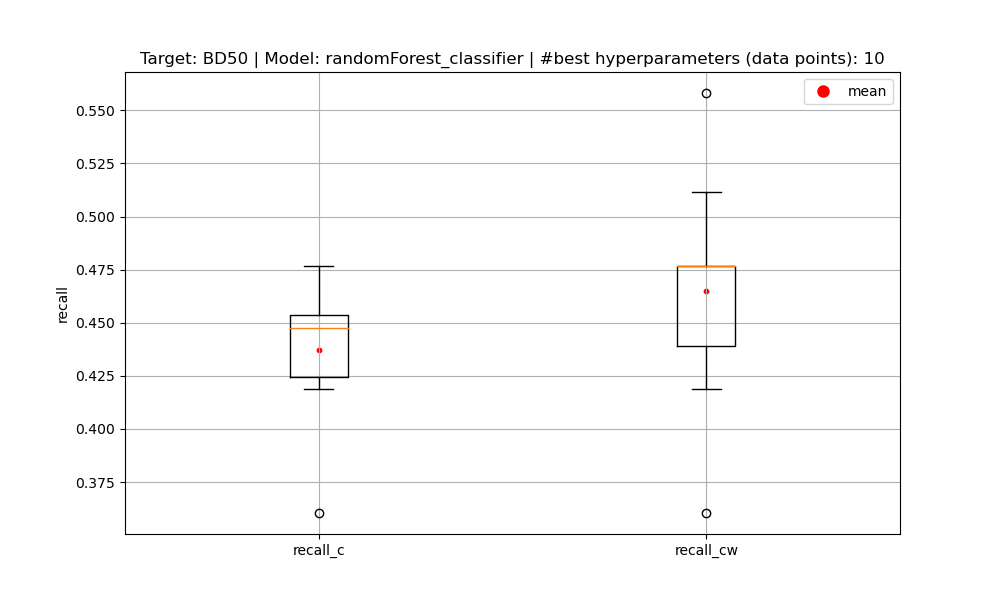 Target: BD50 | Model: randomForest_classifier | #best hyperparameters (data points): 10
mean
0.550
0.525
0.500
0.475
0.450
0.425
0.400
0.375
recall
recall_c
recall_cw